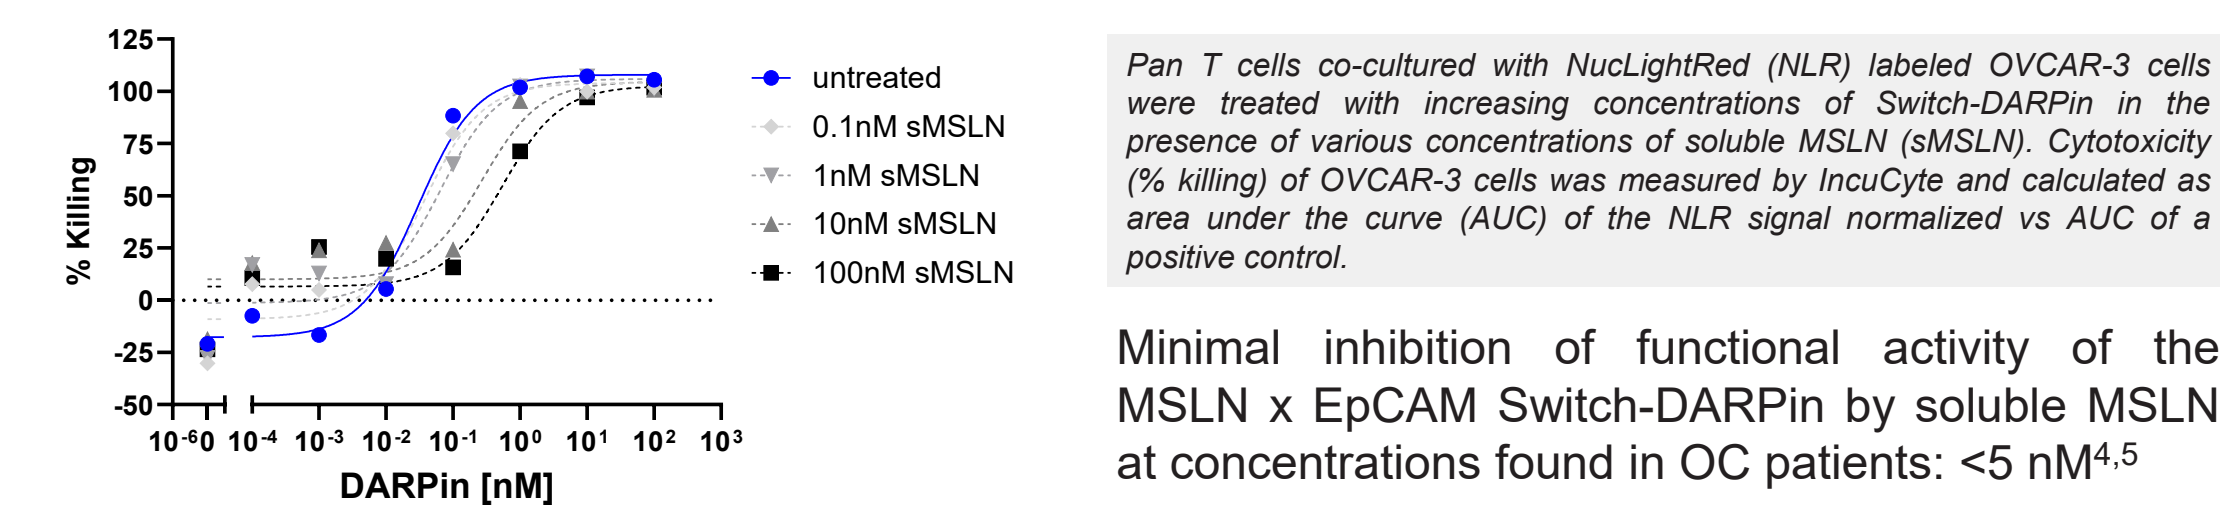 125
100
75
50
25
0
-25
-50
% Killing
10⁻⁶ 0 10⁻⁴ 10⁻³ 10⁻² 10⁻¹ 10⁰ 10¹ 10² 10³
DARPin [nM]
untreated
0.1nM sMSLN
1nM sMSLN
10nM sMSLN
100nM sMSLN
Pan T cells co-cultured with NucLightRed (NLR) labeled OVCAR-3 cells
were treated with increasing concentrations of Switch-DARPin in the
presence of various concentrations of soluble MSLN (sMSLN). Cytotoxicity
(% killing) of OVCAR-3 cells was measured by IncuCyte and calculated as
area under the curve (AUC) of the NLR signal normalized vs AUC of a
positive control.
Minimal inhibition of functional activity of the
MSLN x EpCAM Switch-DARPin by soluble MSLN
at concentrations found in OC patients: <5 nM⁴,⁵